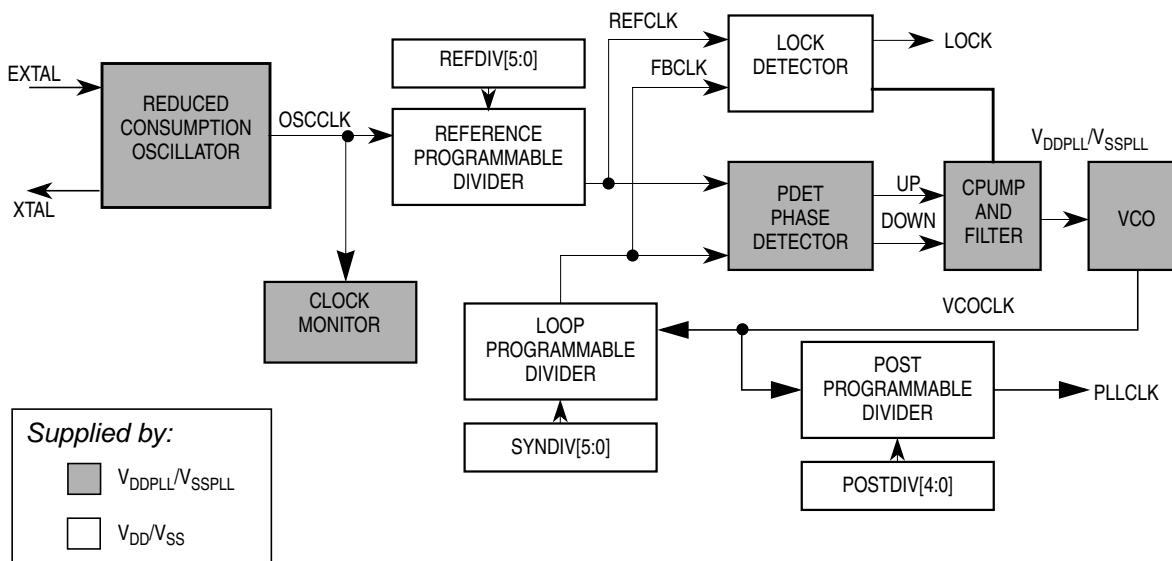 REFCLK
LOCK
DETECTOR
LOCK
REFDIV[5:0]
EXTAL
FBCLK
REDUCED
CONSUMPTION
OSCILLATOR
OSCCLK
REFERENCE
PROGRAMMABLE
DIVIDER
VDDPLL/VSSPLL
XTAL
PDET
PHASE
DETECTOR
UP
DOWN
CPUMP
AND
FILTER
VCO
CLOCK
MONITOR
LOOP
PROGRAMMABLE
DIVIDER
VCOCLK
POST
PROGRAMMABLE
DIVIDER
PLLCLK
SYNDIV[5:0]
POSTDIV[4:0]
Supplied by:
VDDPLL/VSSPLL
VDD/VSS